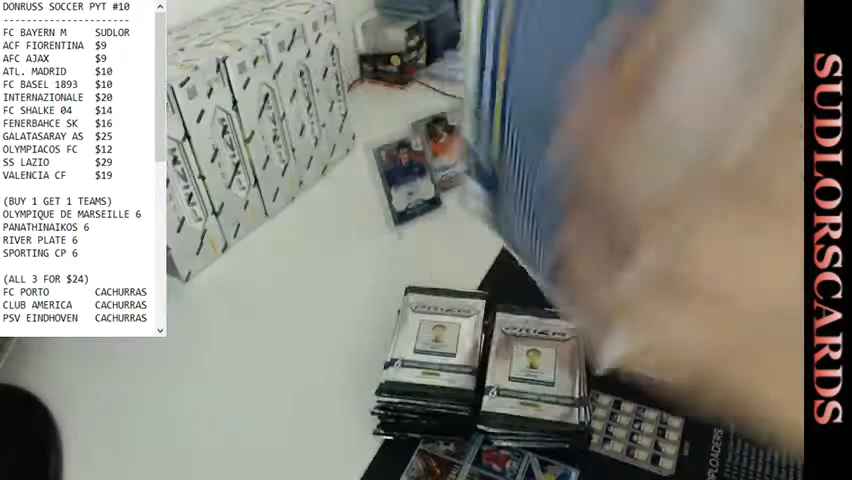 DONRUSS SOCCER PYT #10
--------------------
FC BAYERN M SUDLOR
ACF FIORENTINA $9
AFC AJAX $9
ATL. MADRID $10
FC BASEL 1893 $10
INTERNAZIONALE $20
FC SHALKE 04 $14
FENERBAHCE SK $16
GALATASARAY AS $25
OLYMPIACOS FC $12
SS LAZIO $29
VALENCIA CF $19
(BUY 1 GET 1 TEAMS)
OLYMPIQUE DE MARSEILLE 6
PANATHINAIKOS 6
RIVER PLATE 6
SPORTING CP 6
(ALL 3 FOR $24)
FC PORTO CACHURRAS
CLUB AMERICA CACHURRAS
PSV EINDHOVEN CACHURRAS
PRIZM
PRIZM
SUDLORSCARDS